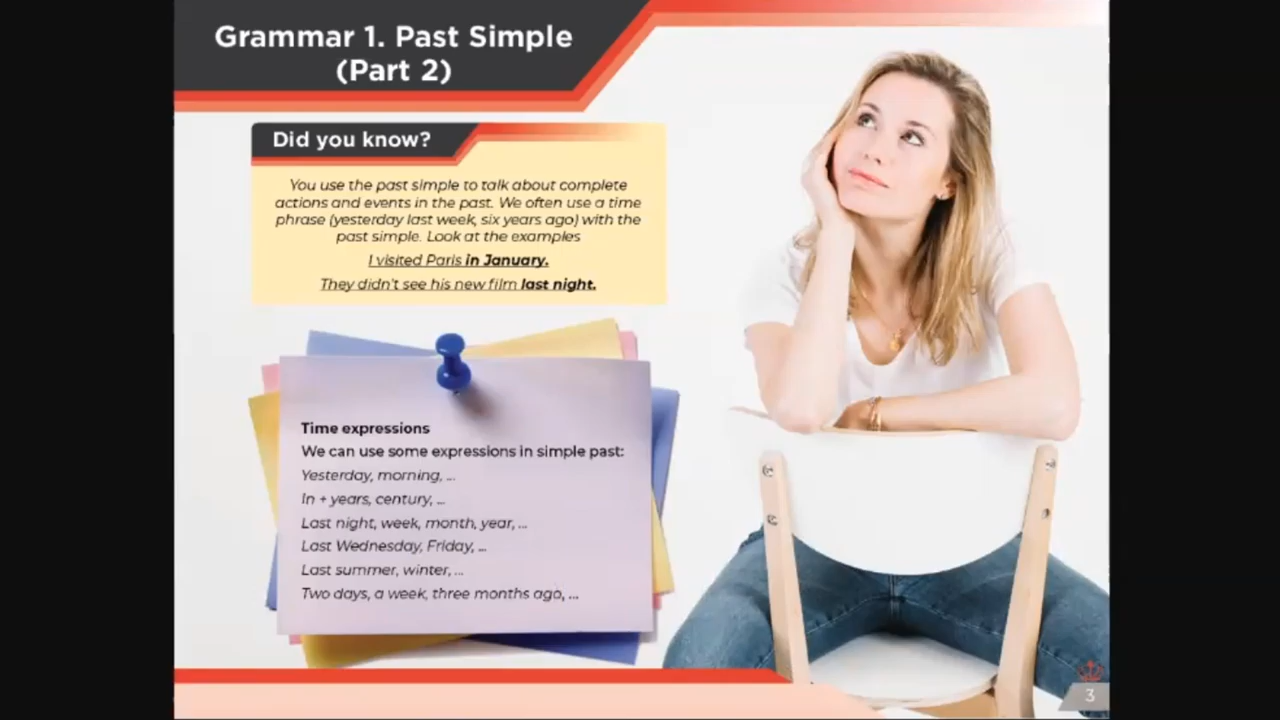 Grammar 1. Past Simple
(Part 2)
Did you know?
You use the past simple to talk about complete
actions and events in the past. We often use a time
phrase (yesterday last week, six years ago) with the
past simple. Look at the examples
I visited Paris in January.
They didn't see his new film last night.
Time expressions
We can use some expressions in simple past:
Yesterday, morning, ...
In + years, century, ...
Last night, week, month, year, ...
Last Wednesday, Friday, ...
Last summer, winter, ...
Two days, a week, three months ago, ...
3